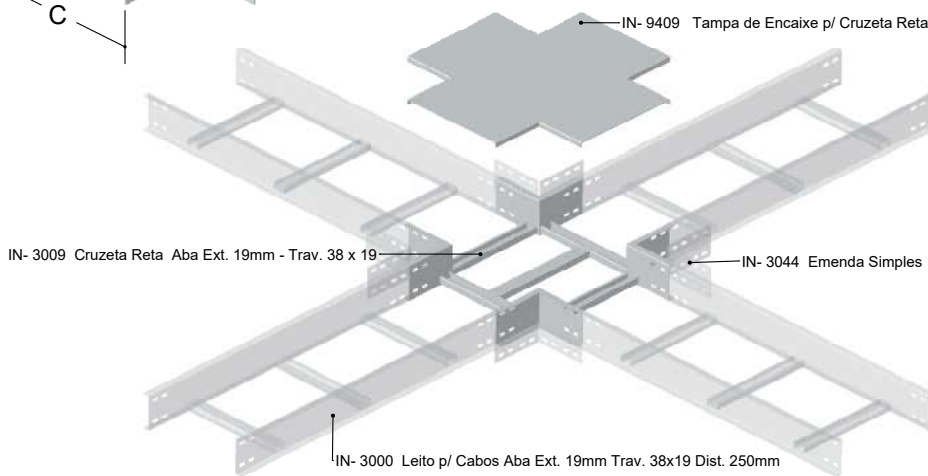 C
IN- 9409 Tampa de Encaixe p/ Cruzeta Reta
IN- 3009 Cruzeta Reta Aba Ext. 19mm - Trav. 38 x 19
IN- 3044 Emenda Simples
IN- 3000 Leito p/ Cabos Aba Ext. 19mm Trav. 38x19 Dist. 250mm